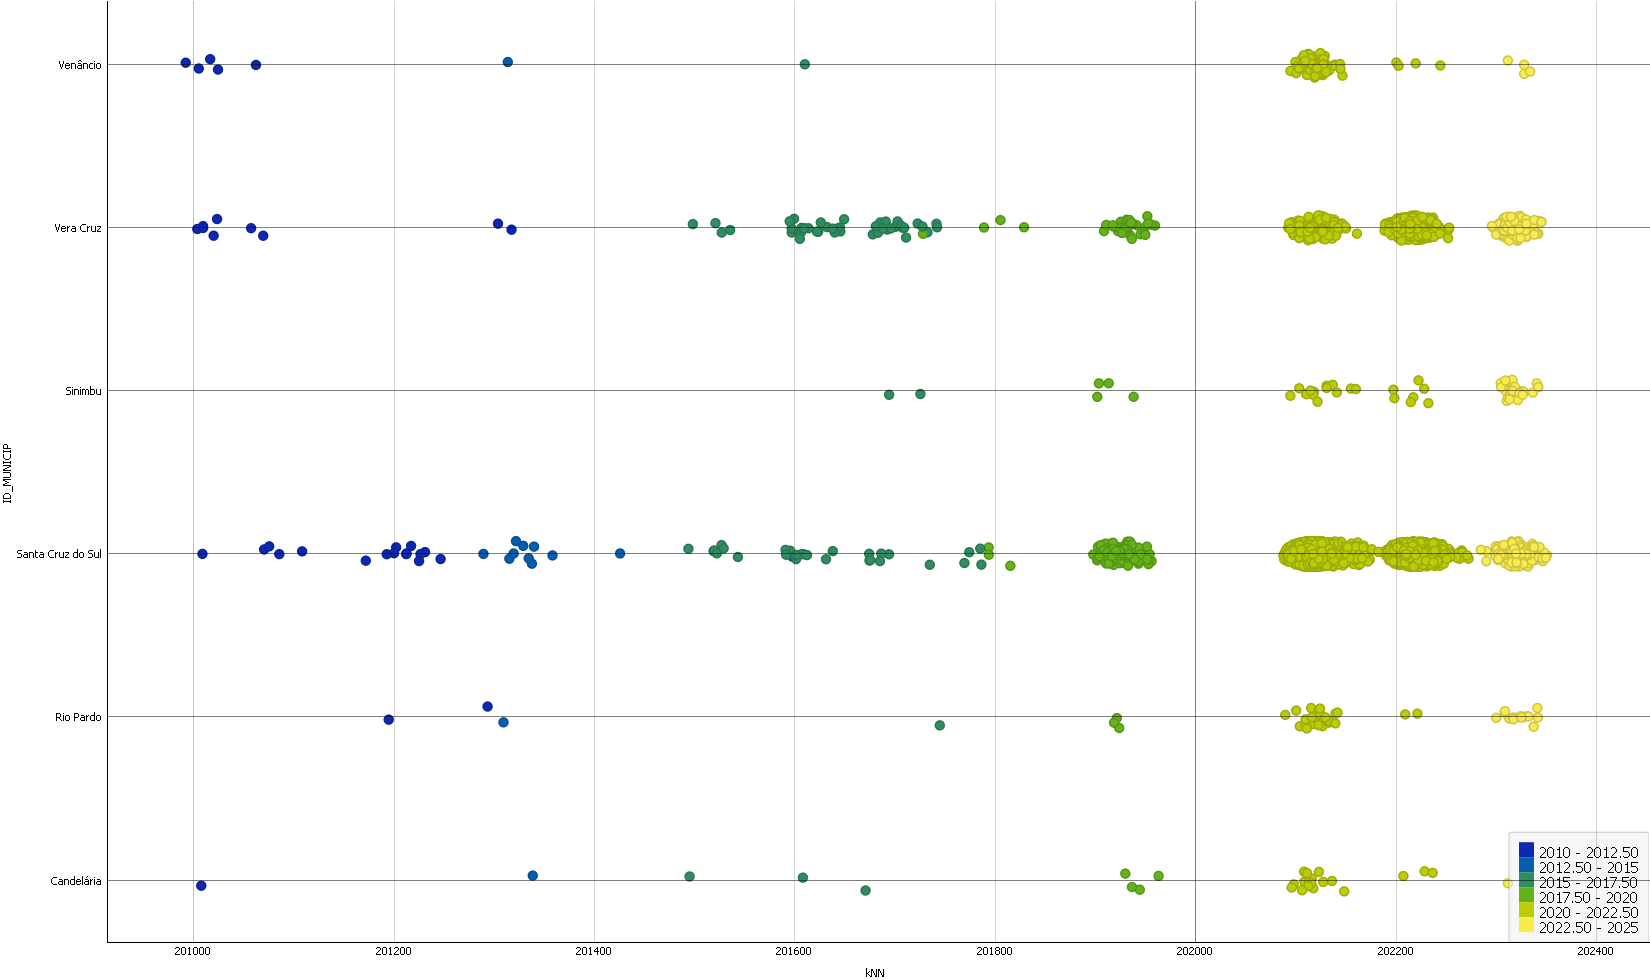 Venâncio
Vera Cruz
Sinimbu
ID_MUNICIP
Santa Cruz do Sul
Rio Pardo
Candelária
2010 - 2012.50
2012.50 - 2015
2015 - 2017.50
2017.50 - 2020
2020 - 2022.50
2022.50 - 2025
201000 201200 201400 201600 201800 202000 202200 202400
kNN